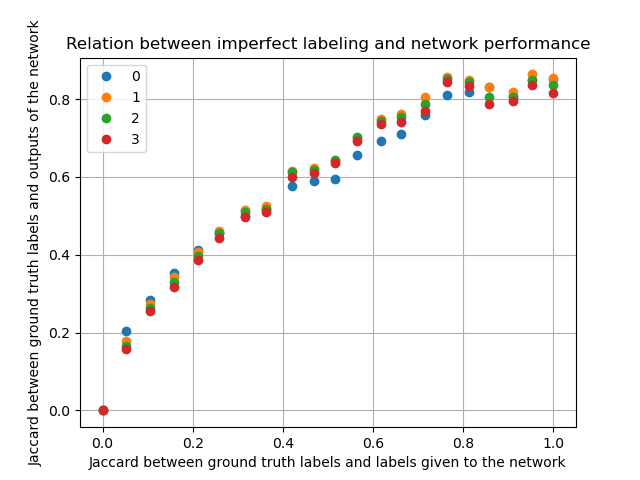 Relation between imperfect labeling and network performance
Jaccard between ground truth labels and outputs of the network
0
1
2
3
0.8
0.6
0.4
0.2
0.0
0.0 0.2 0.4 0.6 0.8 1.0
Jaccard between ground truth labels and labels given to the network